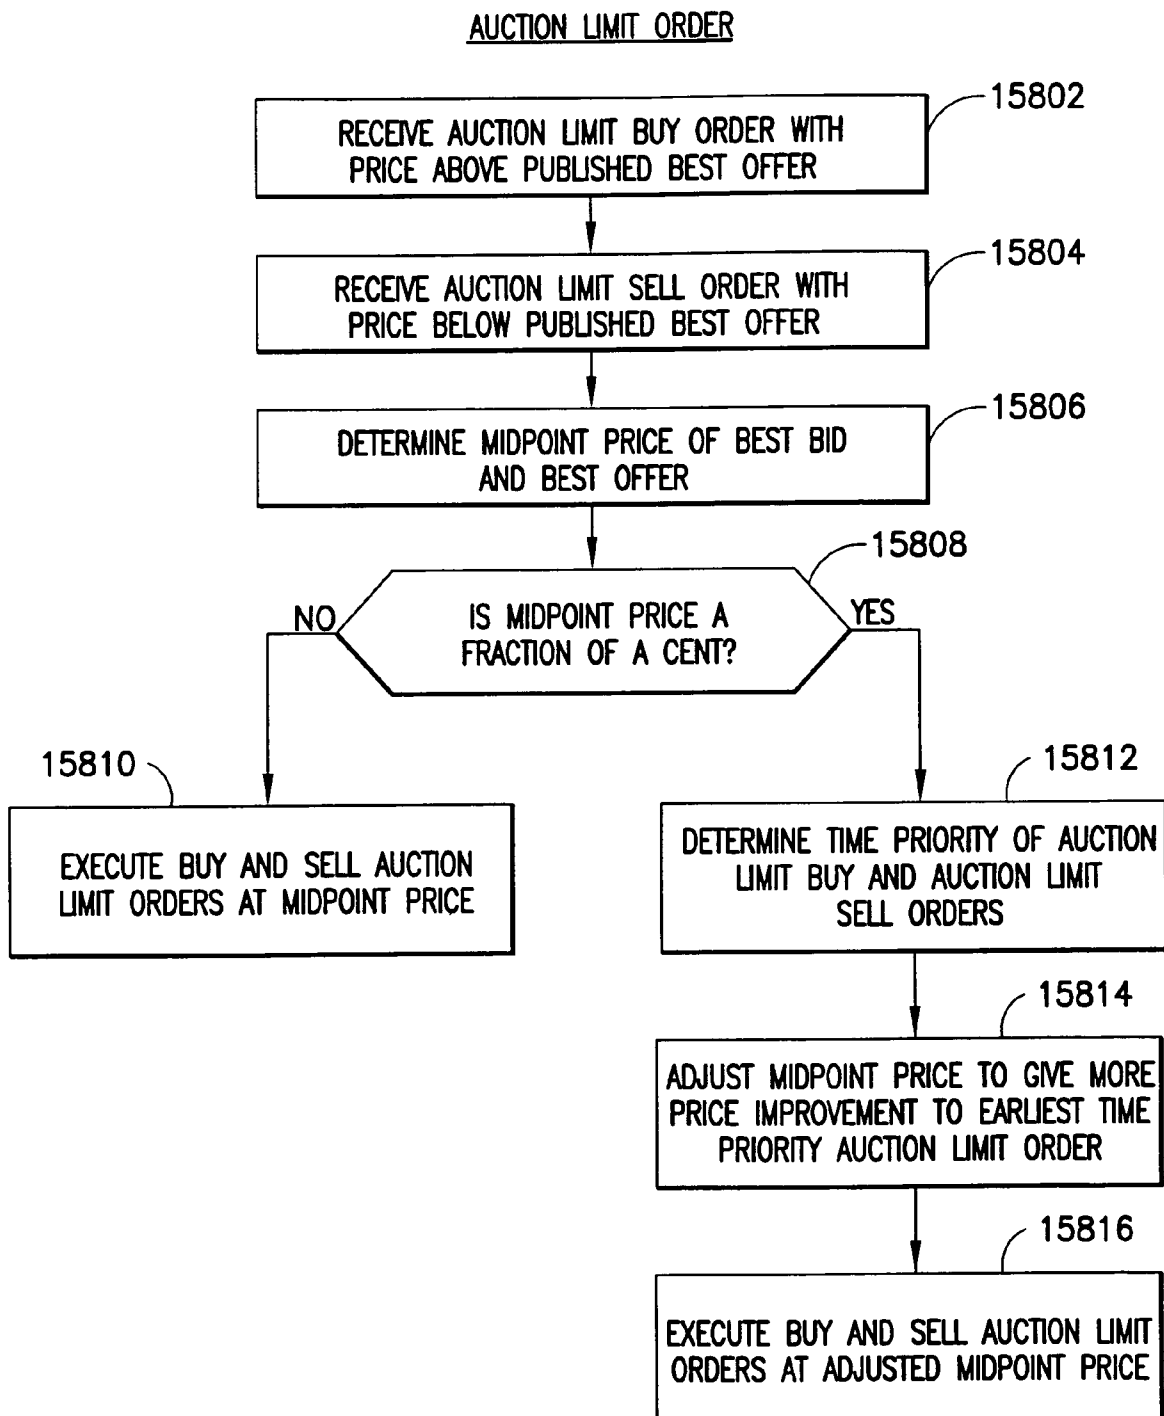 AUCTION LIMIT ORDER
15802
RECEIVE AUCTION LIMIT BUY ORDER WITH
PRICE ABOVE PUBLISHED BEST OFFER
15804
RECEIVE AUCTION LIMIT SELL ORDER WITH
PRICE BELOW PUBLISHED BEST OFFER
15806
DETERMINE MIDPOINT PRICE OF BEST BID
AND BEST OFFER
15808
NO
IS MIDPOINT PRICE A
FRACTION OF A CENT?
YES
15810
EXECUTE BUY AND SELL AUCTION
LIMIT ORDERS AT MIDPOINT PRICE
15812
DETERMINE TIME PRIORITY OF AUCTION
LIMIT BUY AND AUCTION LIMIT
SELL ORDERS
15814
ADJUST MIDPOINT PRICE TO GIVE MORE
PRICE IMPROVEMENT TO EARLIEST TIME
PRIORITY AUCTION LIMIT ORDER
15816
EXECUTE BUY AND SELL AUCTION LIMIT
ORDERS AT ADJUSTED MIDPOINT PRICE